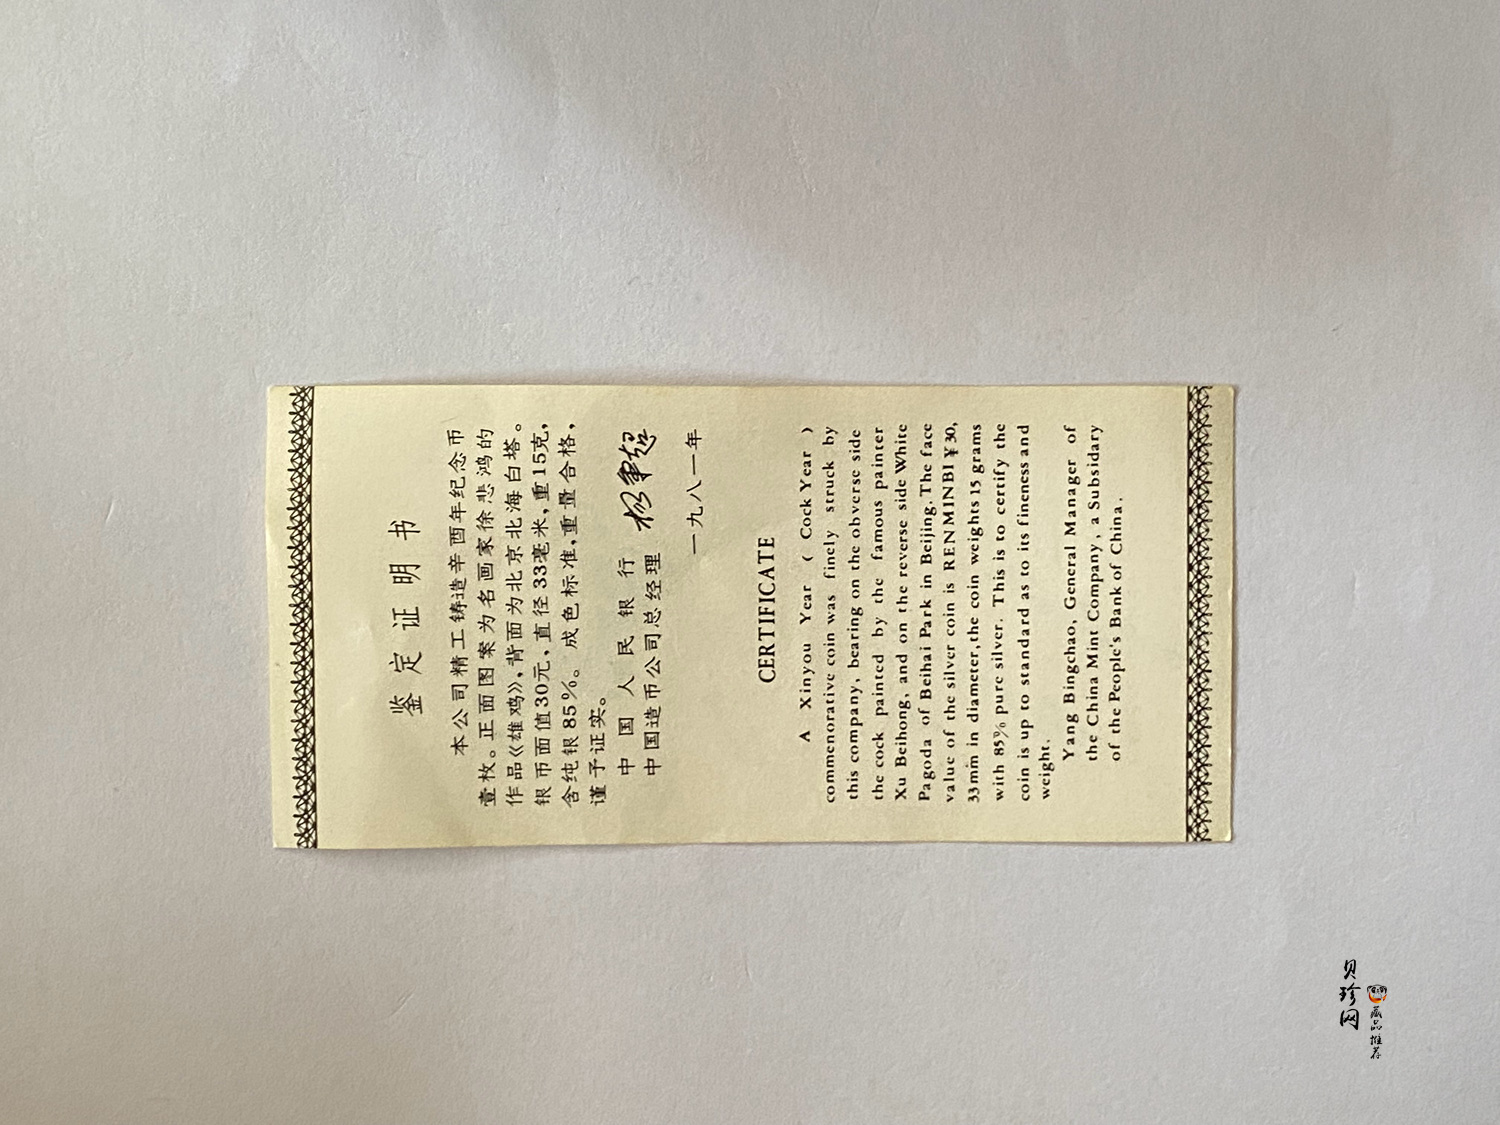 鉴定证明书
本公司精工铸造辛酉年纪念币
壹枚。正面图案为名画家徐悲鸿的
作品《雄鸡》，背面为北京北海白塔。
银币面值30元，直径33毫米，重15克，
含纯银85%。成色标准，重量合格，
谨予证实。
中国人民银行
中国造币公司总经理 杨秉超
一九八一年
CERTIFICATE
A Xinyou Year ( Cock Year )
commenorative coin was finely struck by
this company, bearing on the obverse side
the cock painted by the famous painter
Xu Beihong, and on the reverse side White
Pagoda of Beihai Park in Beijing. The face
value of the silver coin is RENMINBI ¥30,
33min in diameter, the coin weights 15 grams
with 85% pure silver. This is to certify the
coin is up to standard as to its fineness and
weight.
Yang Bingchao, General Manager of
the China Mint Company, a Subsidary
of the People's Bank of China.
贝珍网
藏品推荐